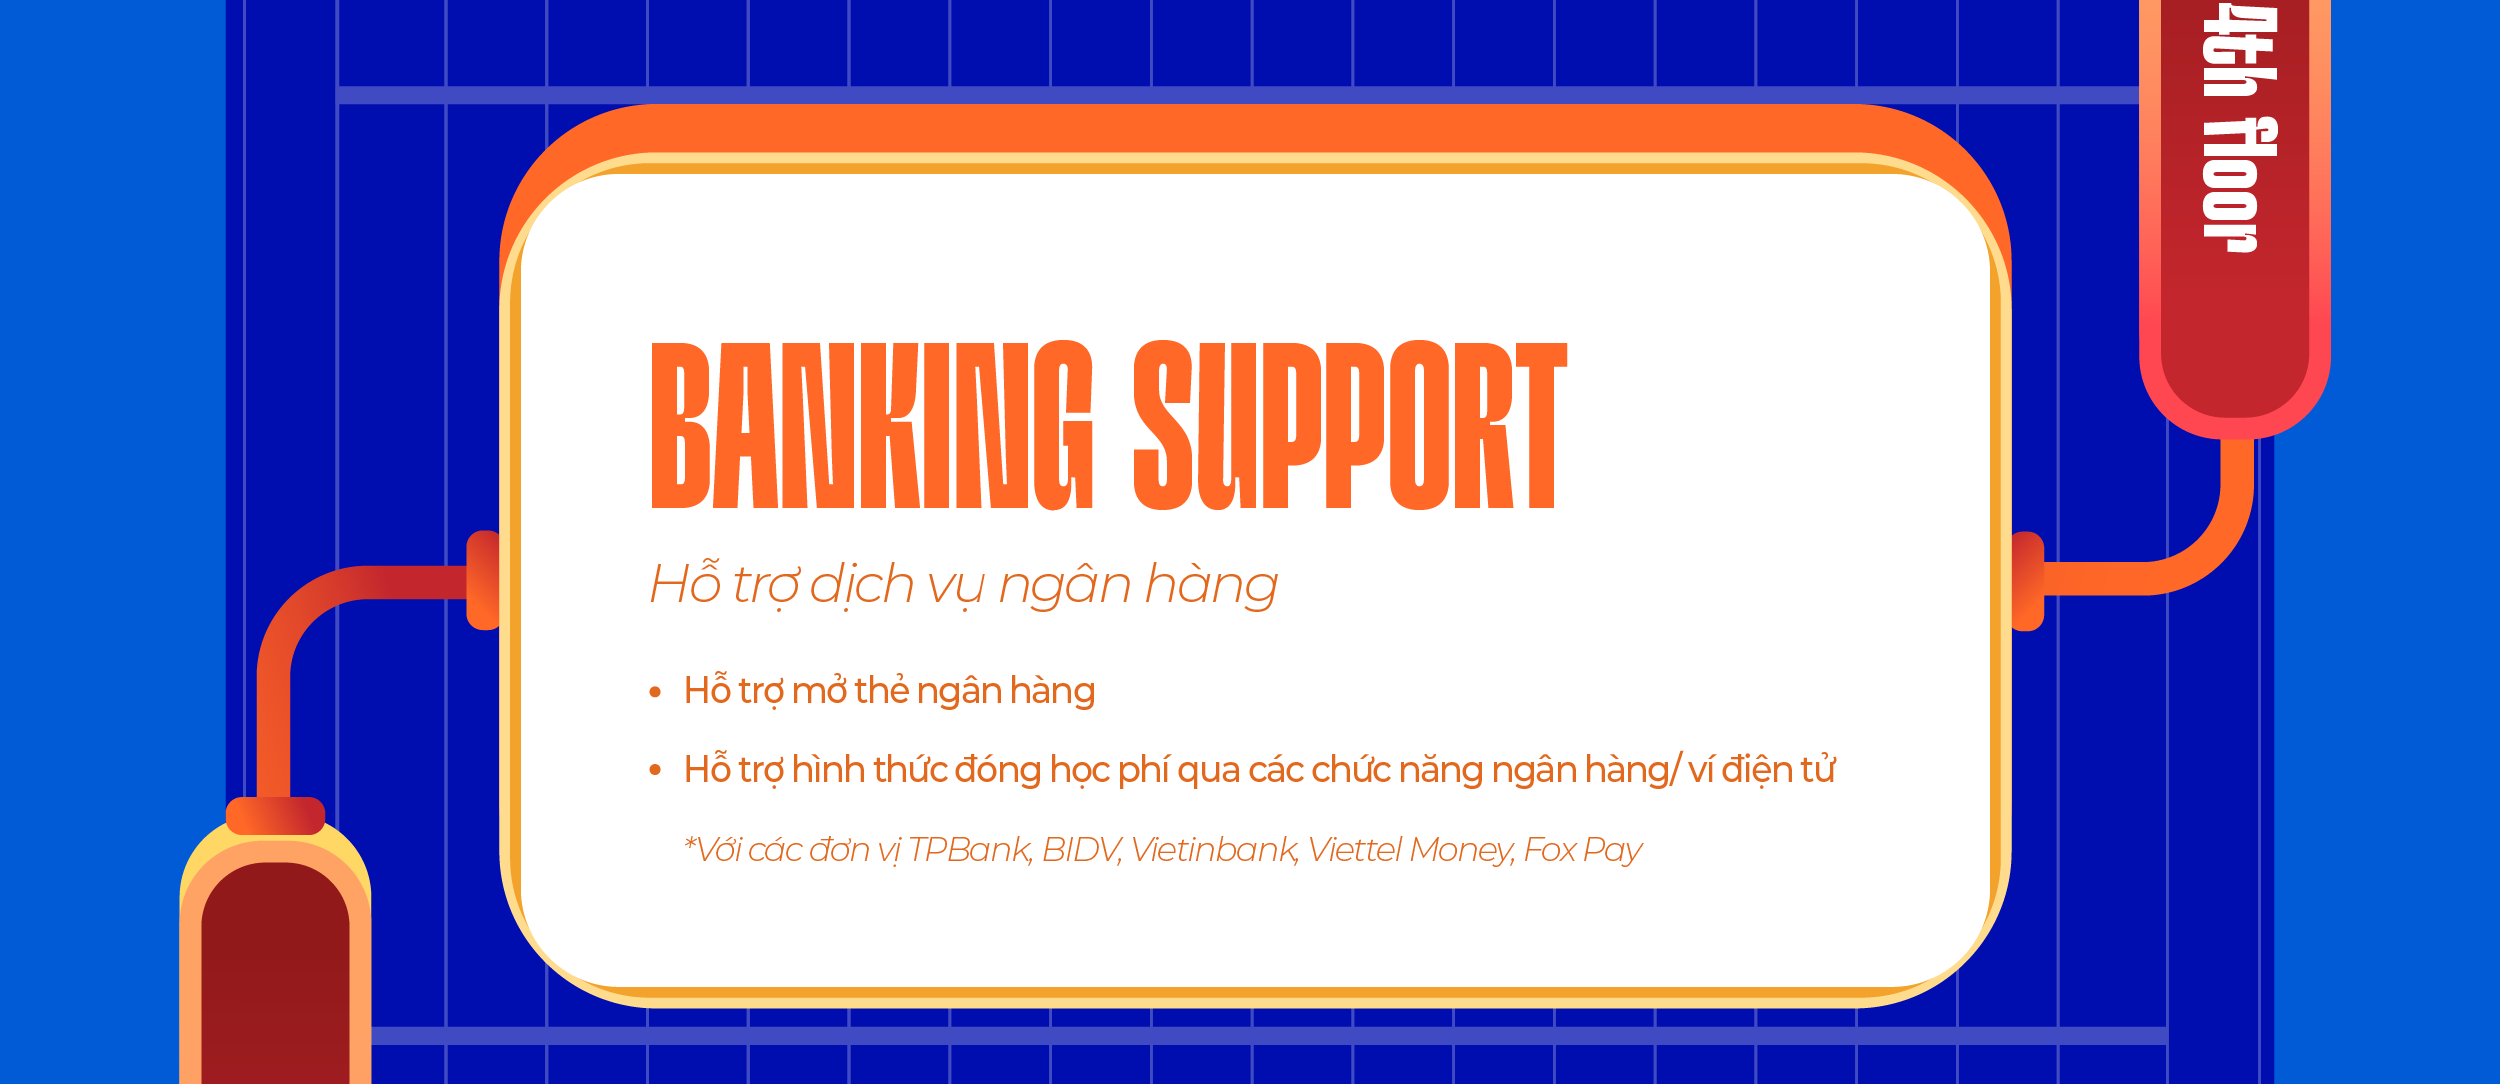 4th floor
BANKING SUPPORT
Hỗ trợ dịch vụ ngân hàng
• Hỗ trợ mở thẻ ngân hàng
• Hỗ trợ hình thức đóng học phí qua các chức năng ngân hàng/ ví điện tử
*Với các đơn vị TPBank, BIDV, Vietinbank, Viettel Money, Fox Pay